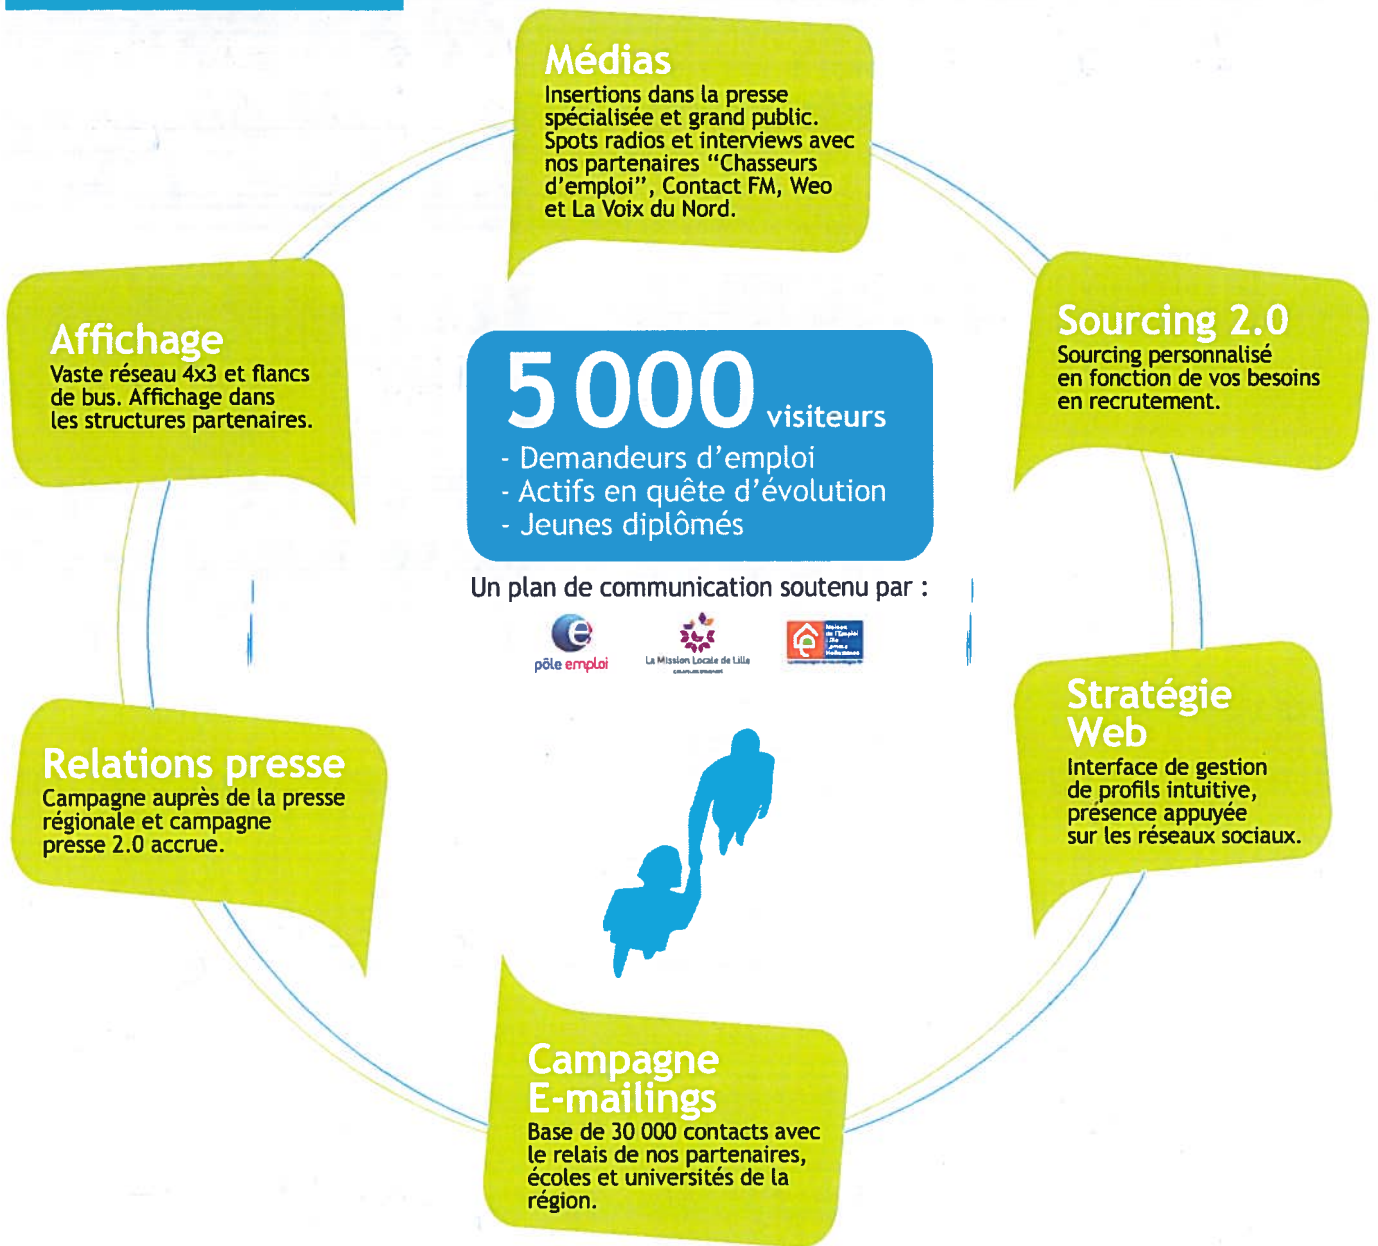 Médias
Insertions dans la presse
spécialisée et grand public.
Spots radios et interviews avec
nos partenaires “Chasseurs
d’emploi”, Contact FM, Weo
et La Voix du Nord.
Affichage
Vaste réseau 4x3 et flancs
de bus. Affichage dans
les structures partenaires.
Sourcing 2.0
Sourcing personnalisé
en fonction de vos besoins
en recrutement.
5 000 visiteurs
- Demandeurs d’emploi
- Actifs en quête d’évolution
- Jeunes diplômés
Un plan de communication soutenu par :
pôle emploi
La Mission Locale de Lille
Maison
de l'Emploi
Lille
Lomme
Hellemmes
Stratégie
Web
Interface de gestion
de profils intuitive,
présence appuyée
sur les réseaux sociaux.
Relations presse
Campagne auprès de la presse
régionale et campagne
presse 2.0 accrue.
Campagne
E-mailings
Base de 30 000 contacts avec
le relais de nos partenaires,
écoles et universités de la
région.